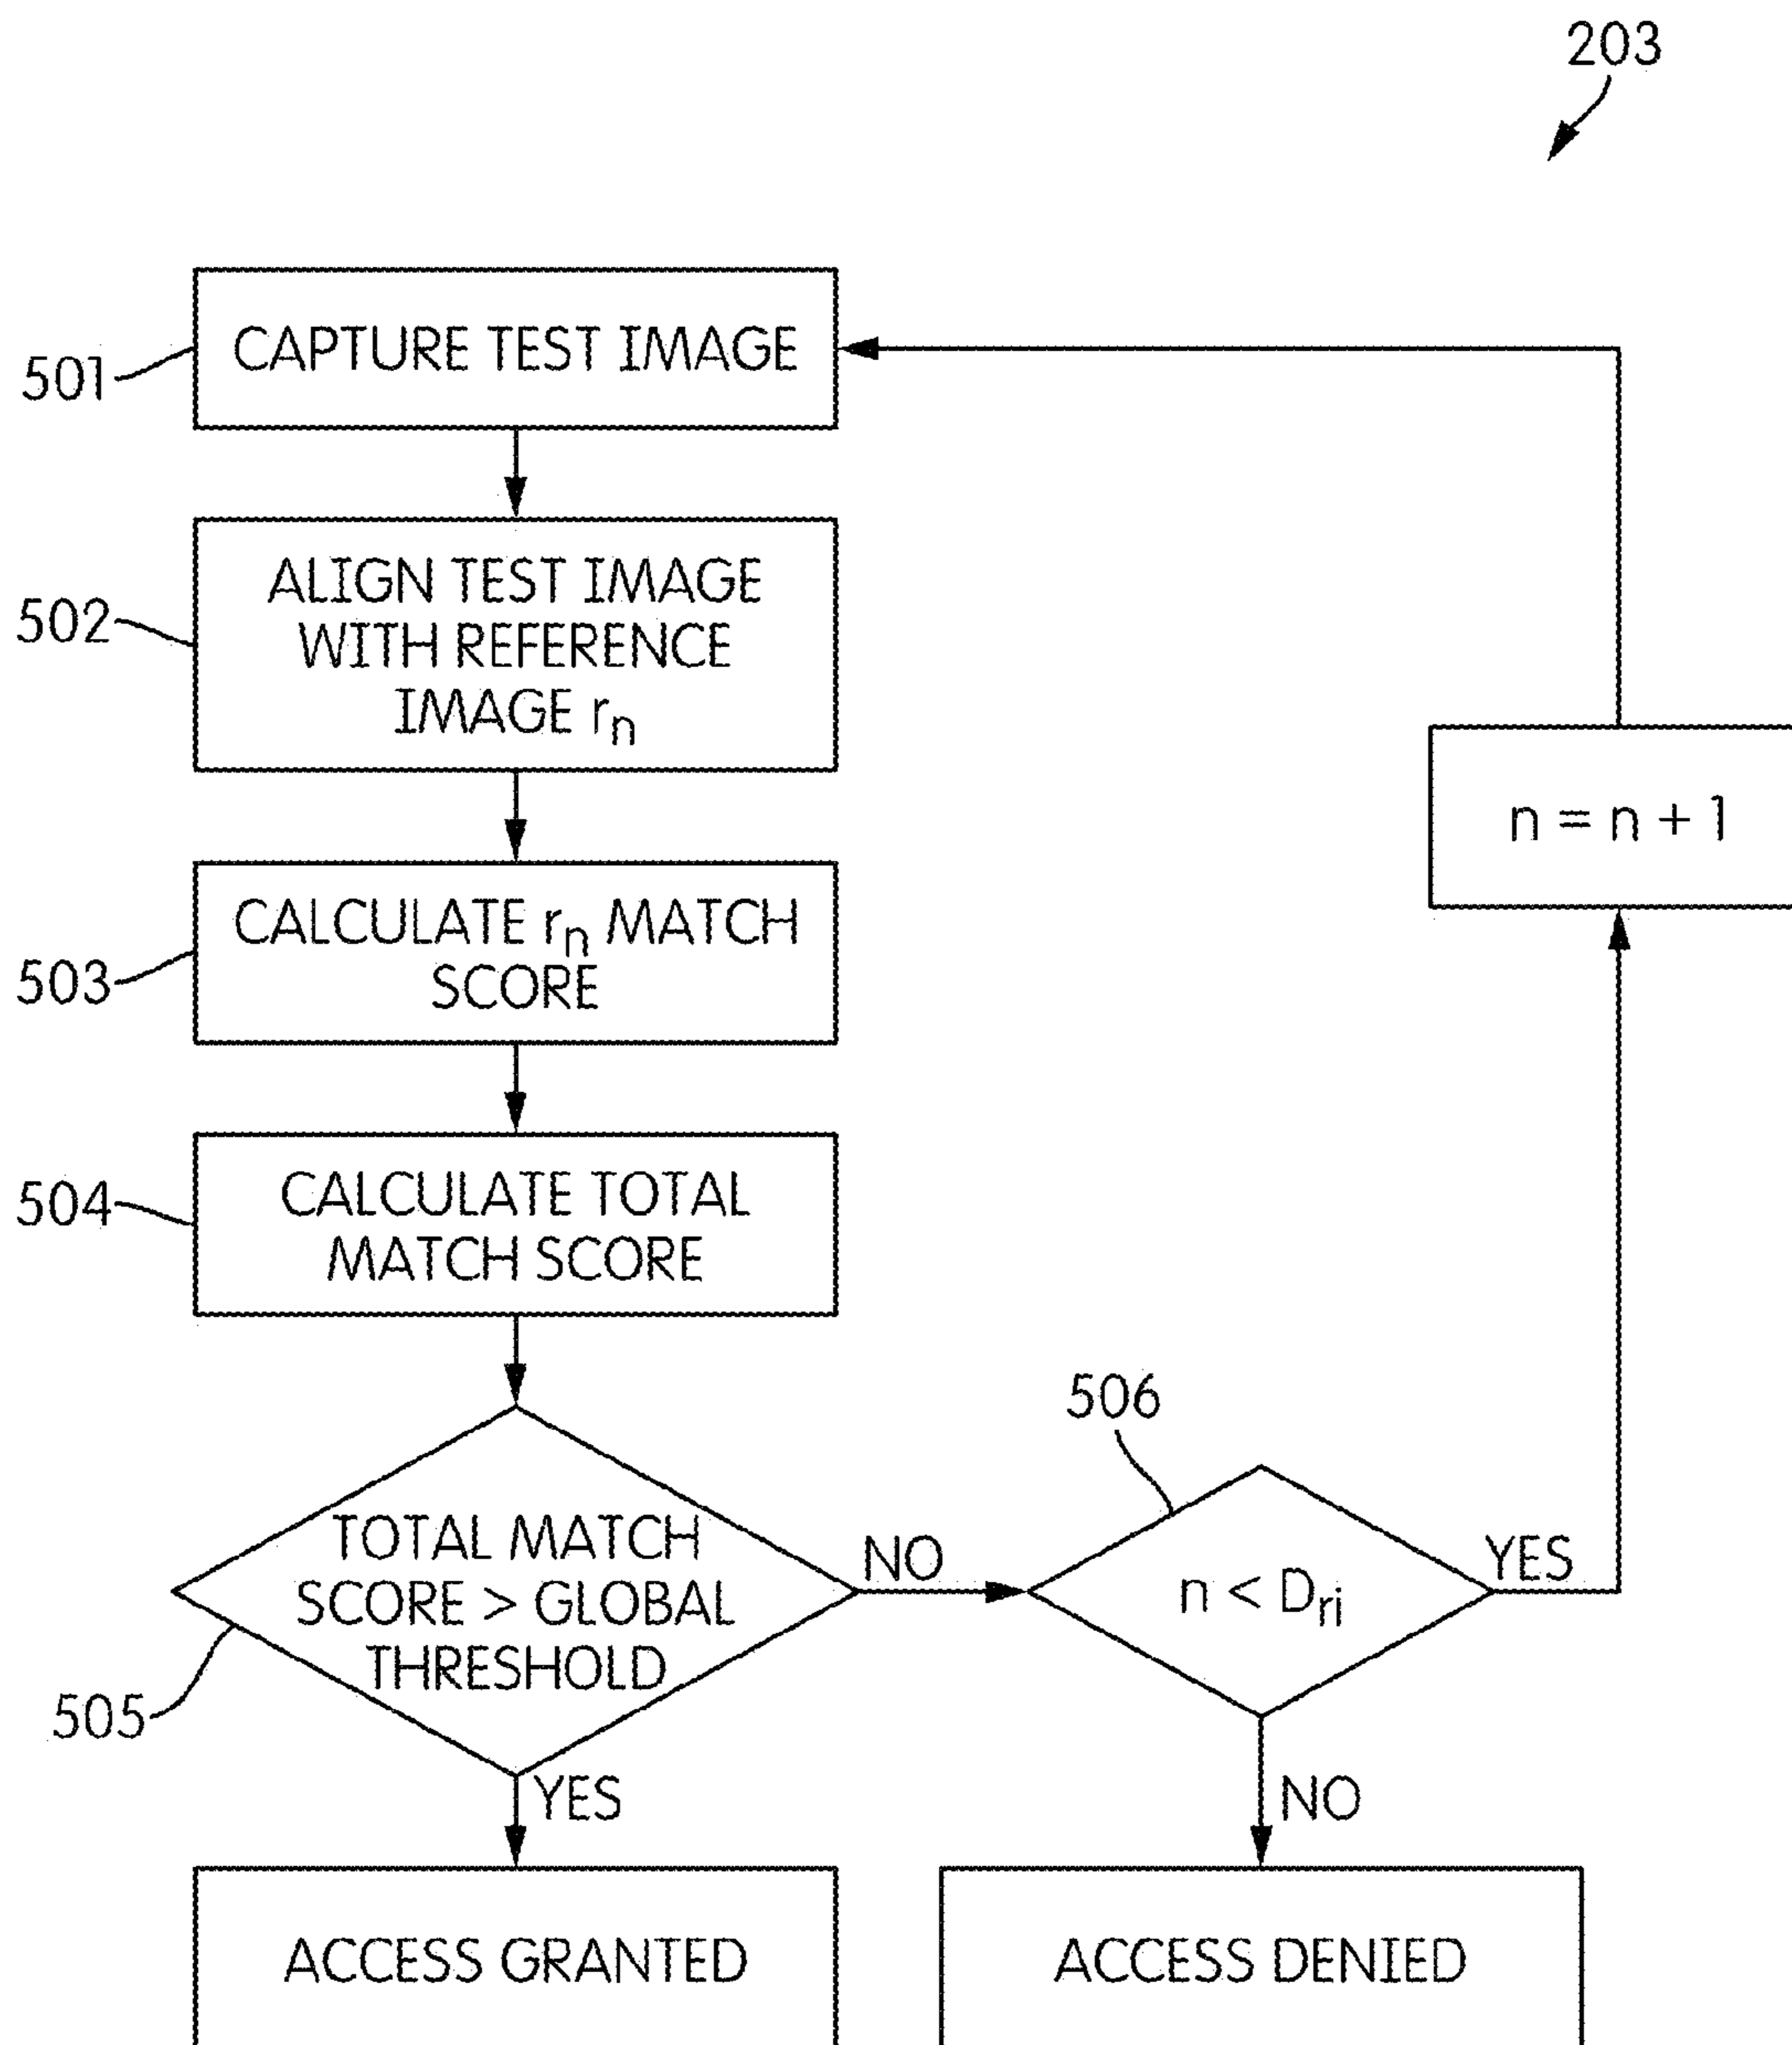 203
501
CAPTURE TEST IMAGE
502
ALIGN TEST IMAGE
WITH REFERENCE
IMAGE rₙ
n = n + 1
503
CALCULATE rₙ MATCH
SCORE
504
CALCULATE TOTAL
MATCH SCORE
505
TOTAL MATCH
SCORE > GLOBAL
THRESHOLD
NO
506
n < Dri
YES
YES
NO
ACCESS GRANTED
ACCESS DENIED